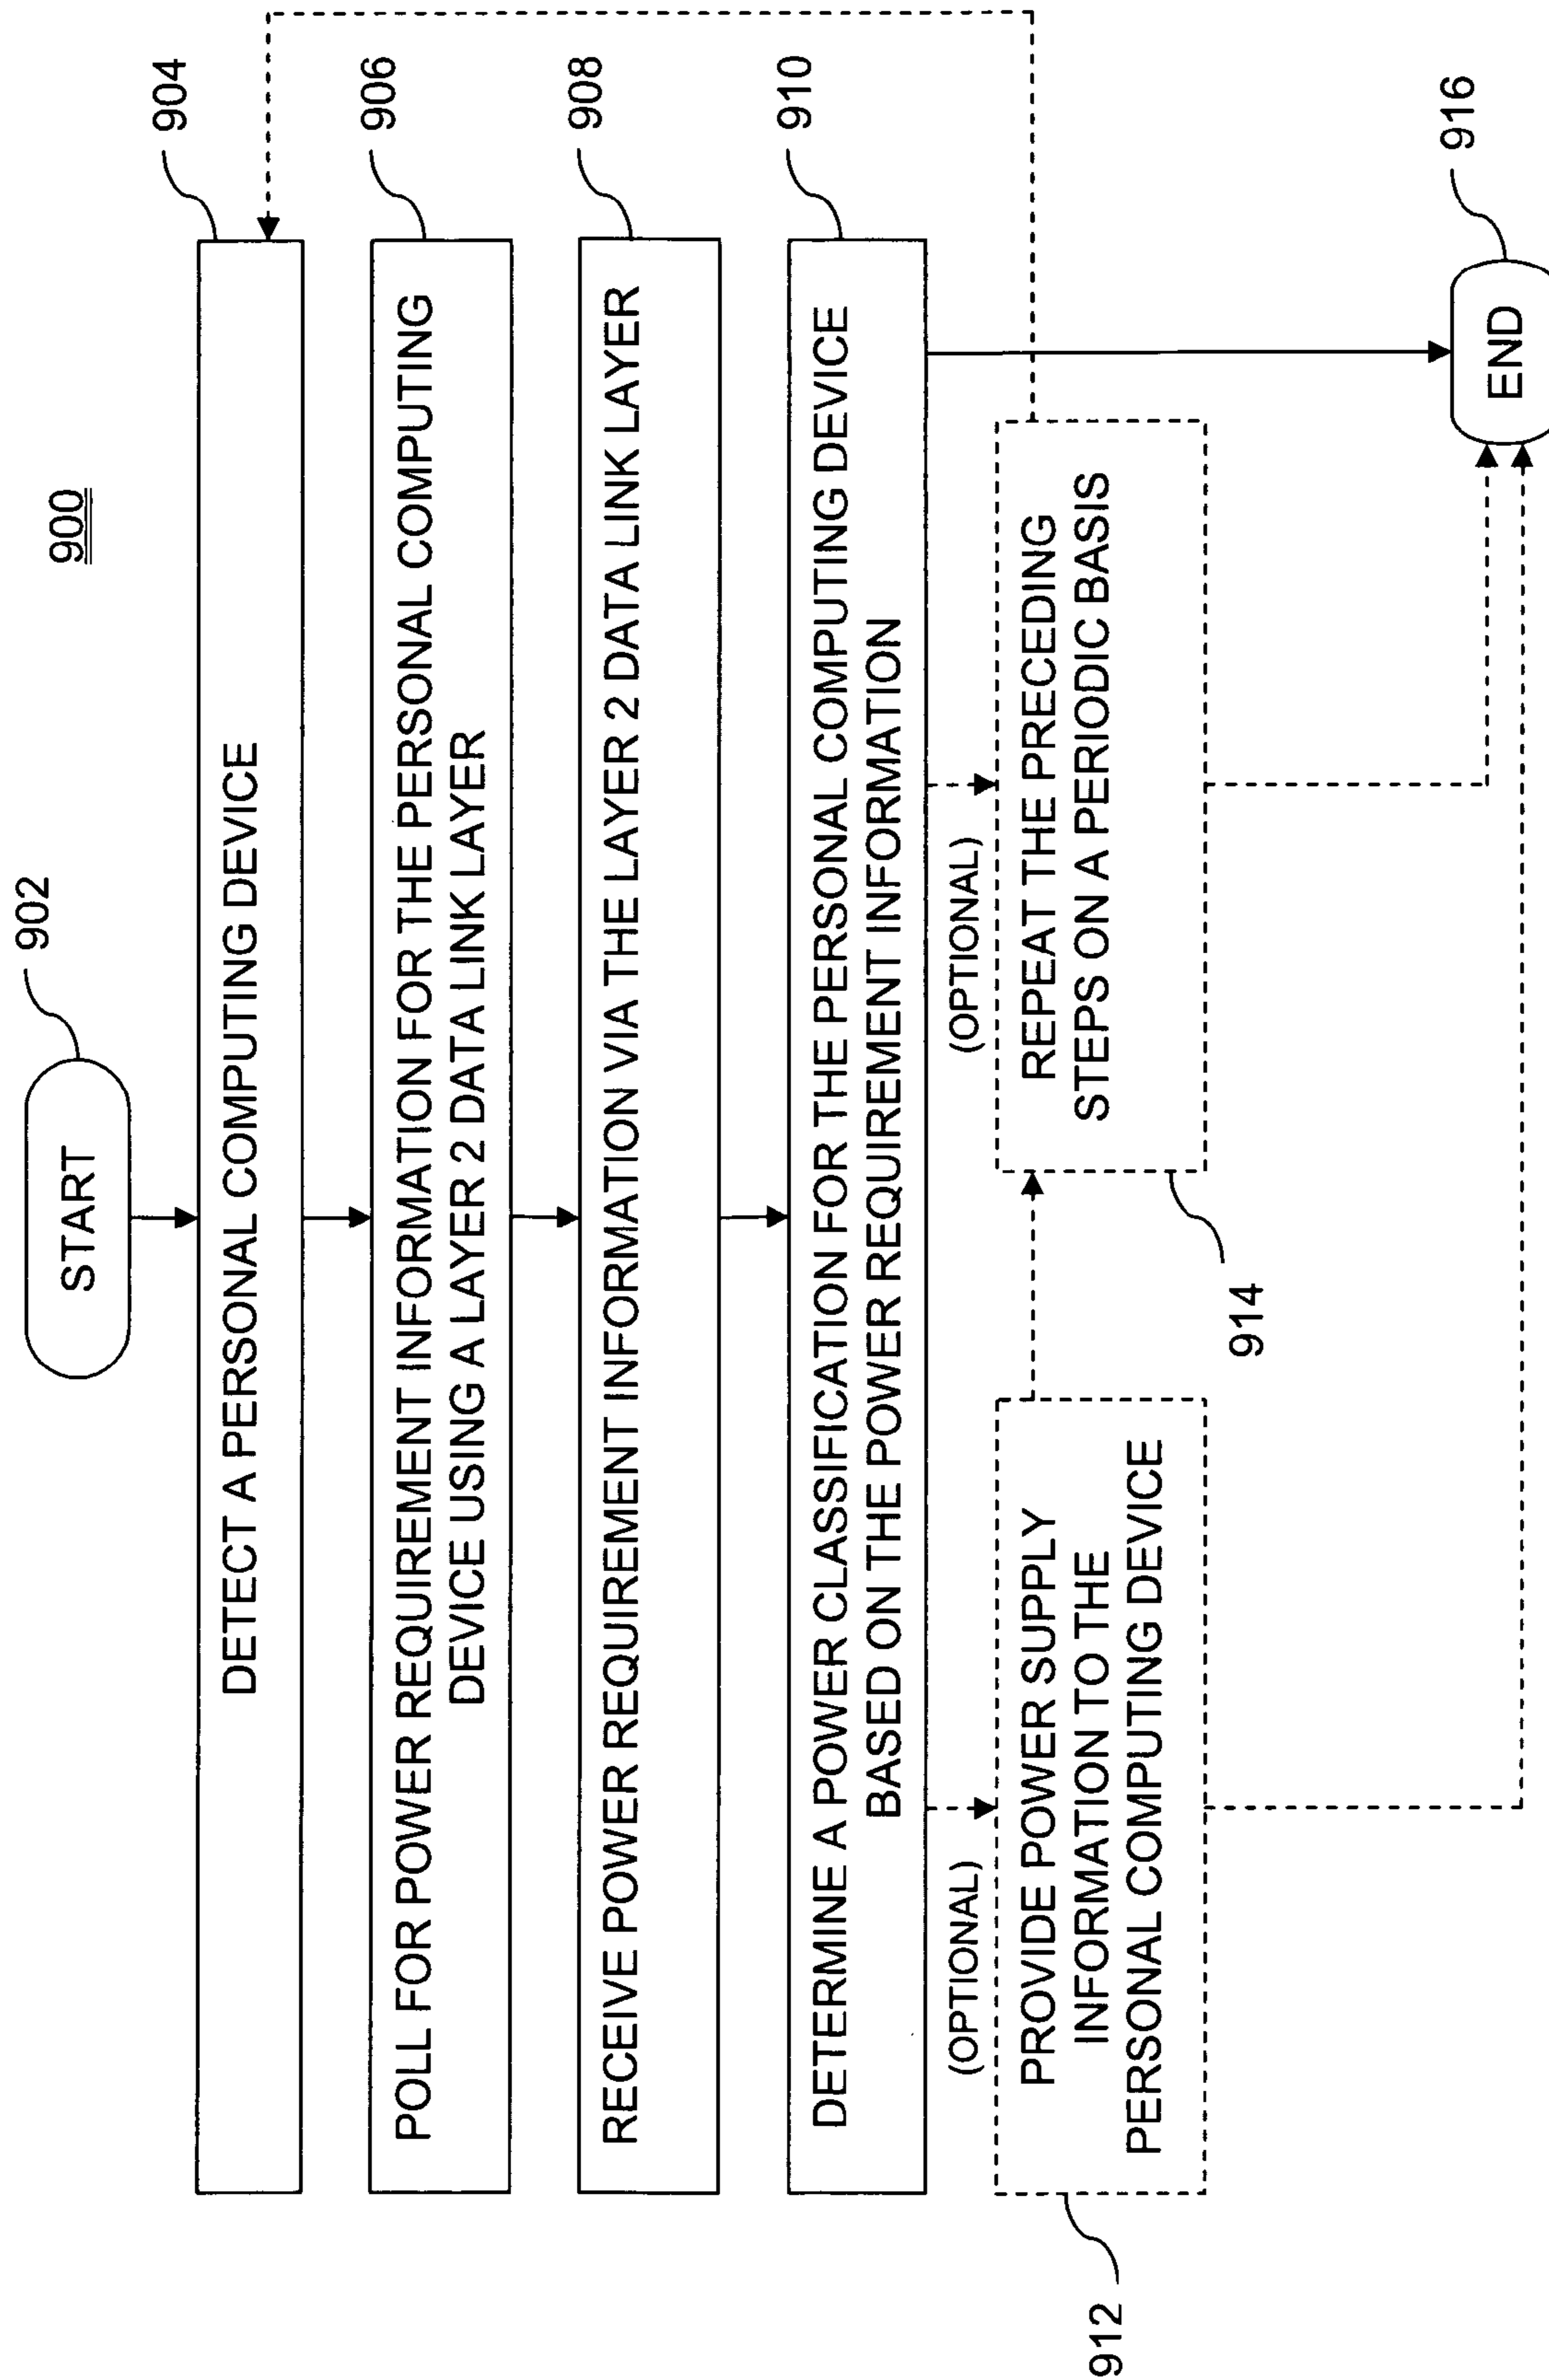 900
START
902
DETECT A PERSONAL COMPUTING DEVICE
904
POLL FOR POWER REQUIREMENT INFORMATION FOR THE PERSONAL COMPUTING
DEVICE USING A LAYER 2 DATA LINK LAYER
906
RECEIVE POWER REQUIREMENT INFORMATION VIA THE LAYER 2 DATA LINK LAYER
908
DETERMINE A POWER CLASSIFICATION FOR THE PERSONAL COMPUTING DEVICE
BASED ON THE POWER REQUIREMENT INFORMATION
910
(OPTIONAL)
(OPTIONAL)
PROVIDE POWER SUPPLY
INFORMATION TO THE
PERSONAL COMPUTING DEVICE
912
REPEAT THE PRECEDING
STEPS ON A PERIODIC BASIS
914
END
916